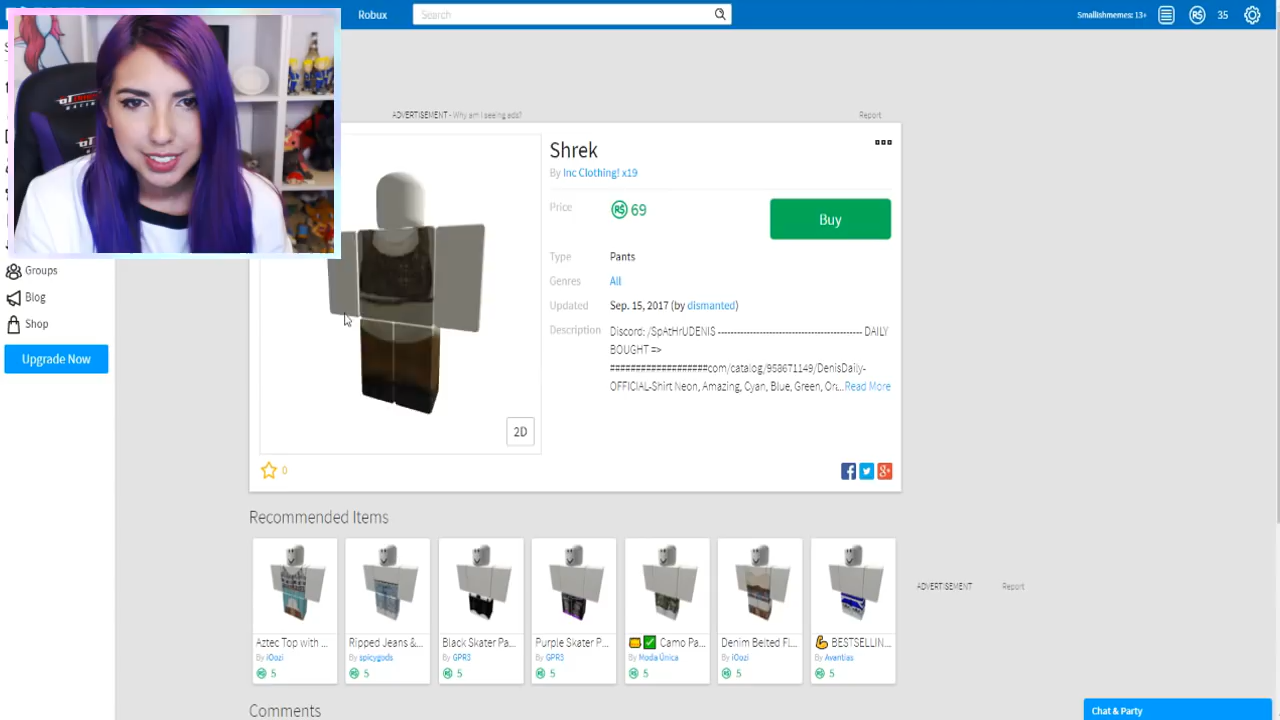 Robux
Search
Smallishmemes: 13+
35
ADVERTISEMENT - Why am I seeing ads?
Report
Shrek
By Inc Clothing! x19
Price
R$ 69
Buy
Type
Pants
Genres
All
Updated
Sep. 15, 2017 (by dismanted)
Description
Discord: /SpAtHrUDENIS ------------------------------------------- DAILY
BOUGHT =>
###################com/catalog/958671149/DenisDaily-
OFFICIAL-Shirt Neon, Amazing, Cyan, Blue, Green, Or... Read More
2D
0
Groups
Blog
Shop
Upgrade Now
Recommended Items
Aztec Top with ...
By iOozi
5
Ripped Jeans &...
By spicygods
5
Black Skater Pa...
By GPR3
5
Purple Skater P...
By GPR3
5
Camo Pa...
By Moda Única
5
Denim Belted Fi...
By iOozi
5
BESTSELLIN...
By Avantias
5
ADVERTISEMENT
Report
Comments
Chat & Party